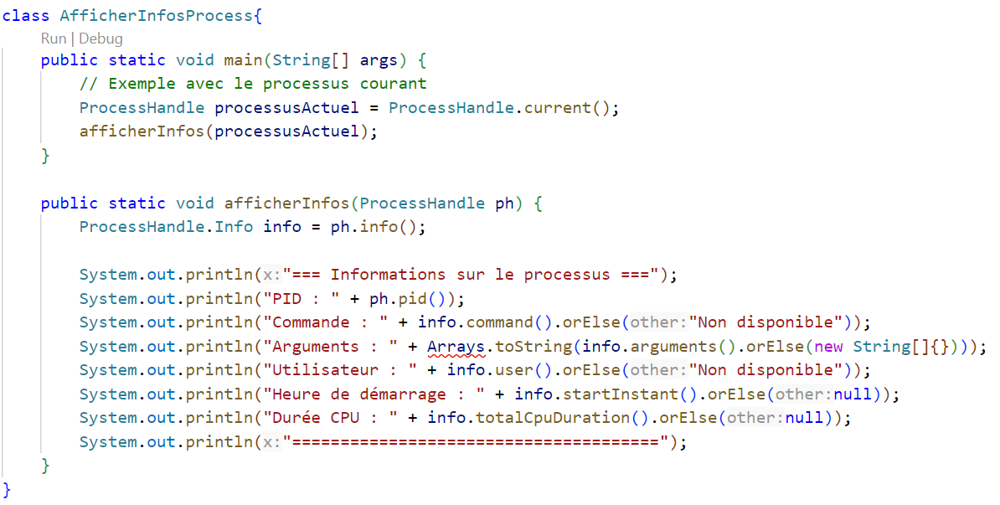 class AfficherInfosProcess{
Run | Debug
public static void main(String[] args) {
// Exemple avec le processus courant
ProcessHandle processusActuel = ProcessHandle.current();
afficherInfos(processusActuel);
}
public static void afficherInfos(ProcessHandle ph) {
ProcessHandle.Info info = ph.info();
System.out.println(x:"=== Informations sur le processus ===");
System.out.println("PID : " + ph.pid());
System.out.println("Commande : " + info.command().orElse(other:"Non disponible"));
System.out.println("Arguments : " + Arrays.toString(info.arguments().orElse(new String[]{})));
System.out.println("Utilisateur : " + info.user().orElse(other:"Non disponible"));
System.out.println("Heure de démarrage : " + info.startInstant().orElse(other:null));
System.out.println("Durée CPU : " + info.totalCpuDuration().orElse(other:null));
System.out.println(x:"======================================");
}
}